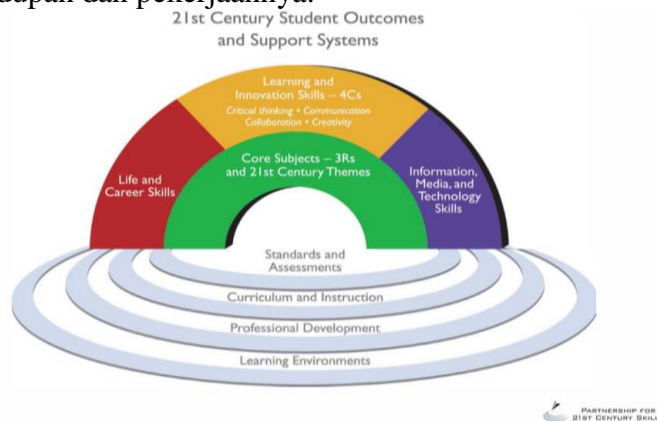 dan pekerjaannya.
21st Century Student Outcomes
and Support Systems
Learning and
Innovation Skills – 4Cs
Critical thinking • Communication
Collaboration • Creativity
Core Subjects – 3Rs
and 21st Century Themes
Life and
Career Skills
Information,
Media, and
Technology
Skills
Standards and
Assessments
Curriculum and Instruction
Professional Development
Learning Environments
PARTNERSHIP FOR
21ST CENTURY